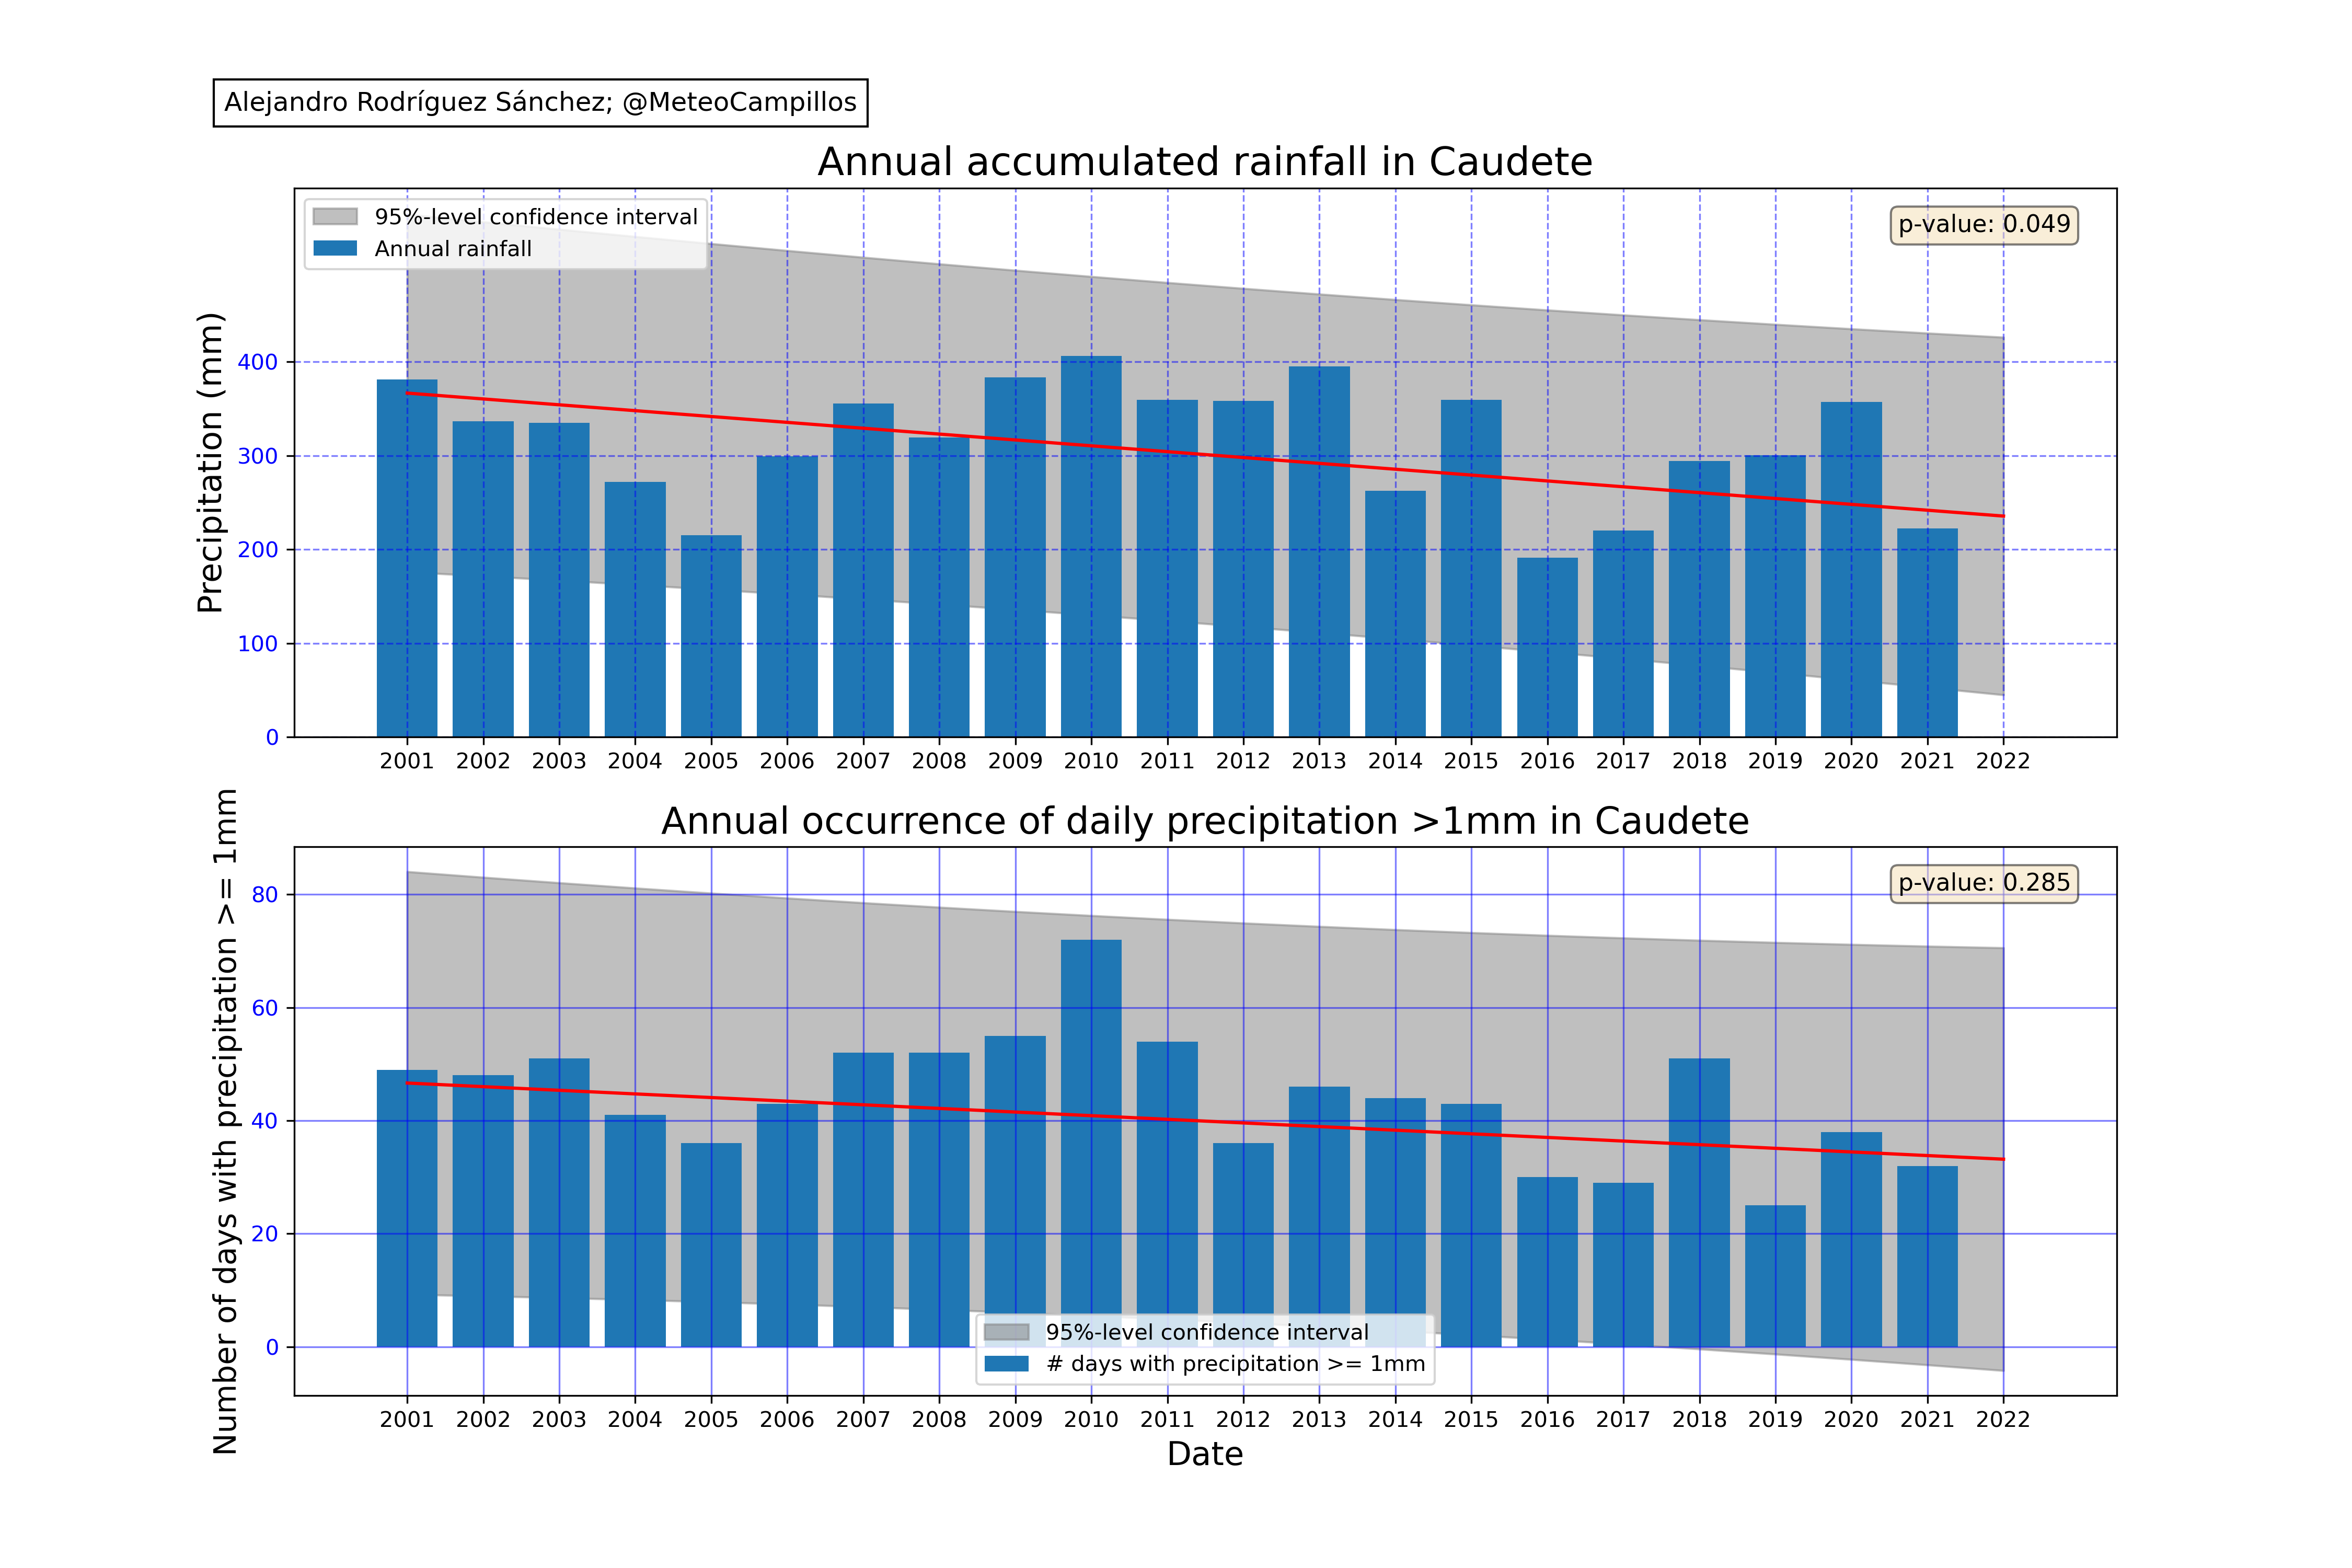 Alejandro Rodríguez Sánchez; @MeteoCampillos
Annual accumulated rainfall in Caudete
95%-level confidence interval
Annual rainfall
p-value: 0.049
Precipitation (mm)
400
300
200
100
0
2001 2002 2003 2004 2005 2006 2007 2008 2009 2010 2011 2012 2013 2014 2015 2016 2017 2018 2019 2020 2021 2022
Annual occurrence of daily precipitation >1mm in Caudete
p-value: 0.285
Number of days with precipitation >= 1mm
80
60
40
20
0
95%-level confidence interval
# days with precipitation >= 1mm
2001 2002 2003 2004 2005 2006 2007 2008 2009 2010 2011 2012 2013 2014 2015 2016 2017 2018 2019 2020 2021 2022
Date